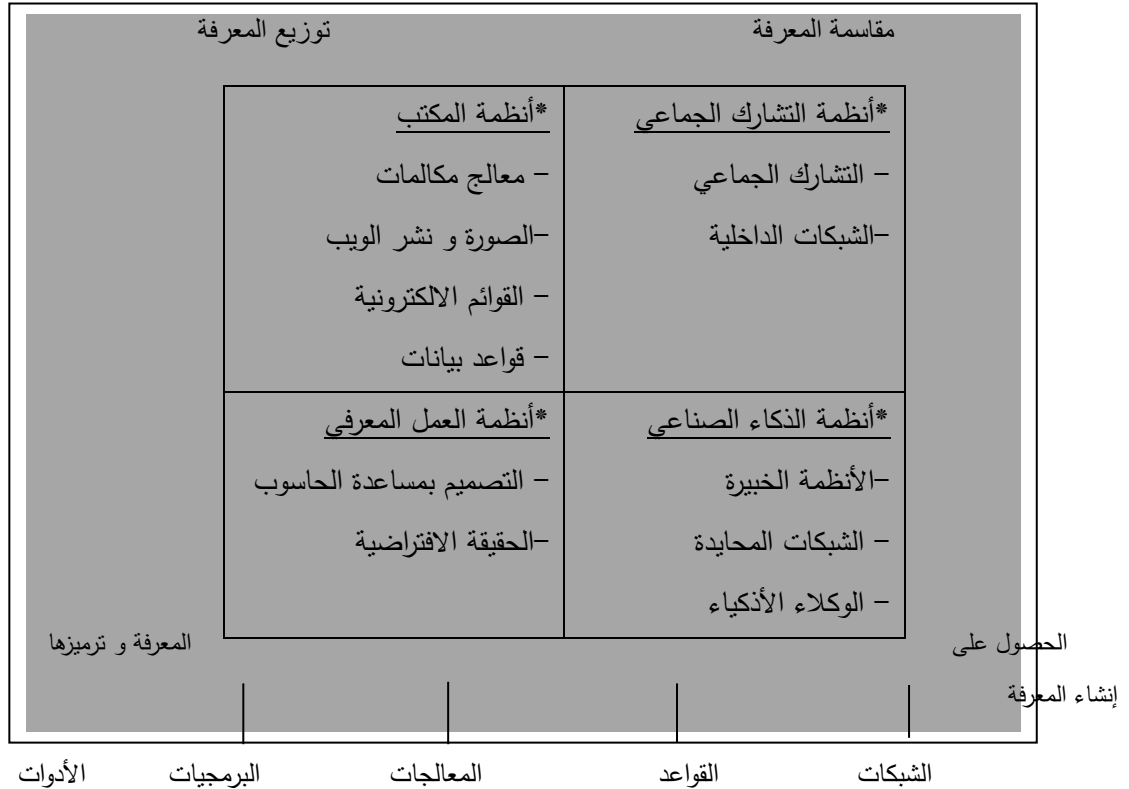 مقاسمة المعرفة
توزيع المعرفة
*أنظمة التشارك الجماعي
– التشارك الجماعي
–الشبكات الداخلية
*أنظمة المكتب
– معالج مكالمات
–الصورة و نشر الويب
– القوائم الالكترونية
– قواعد بيانات
*أنظمة الذكاء الصناعي
–الأنظمة الخبيرة
– الشبكات المحايدة
– الوكلاء الأذكياء
*أنظمة العمل المعرفي
– التصميم بمساعدة الحاسوب
–الحقيقة الافتراضية
الحصول على
المعرفة و ترميزها
إنشاء المعرفة
الشبكات
القواعد
المعالجات
البرمجيات
الأدوات